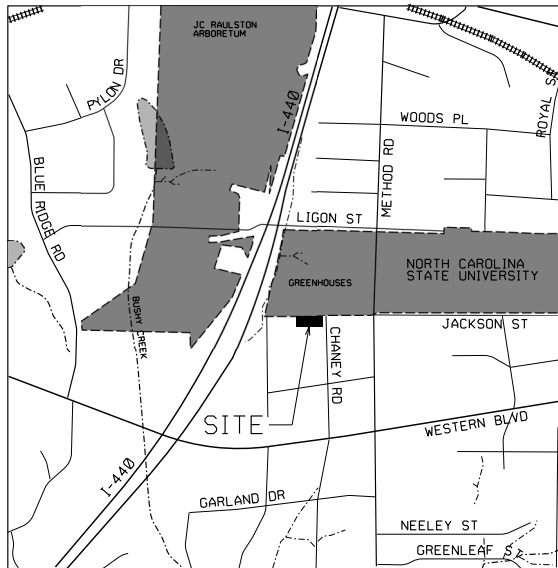 JC RAULSTON
ARBORETUM
PYLON DR
I-440
ROYAL ST
WOODS PL
METHOD RD
BLUE RIDGE RD
LIGON ST
NORTH CAROLINA
STATE UNIVERSITY
GREENHOUSES
BUSHY CREEK
JACKSON ST
CHANEY RD
SITE
WESTERN BLVD
I-440
GARLAND DR
NEELEY ST
GREENLEAF S